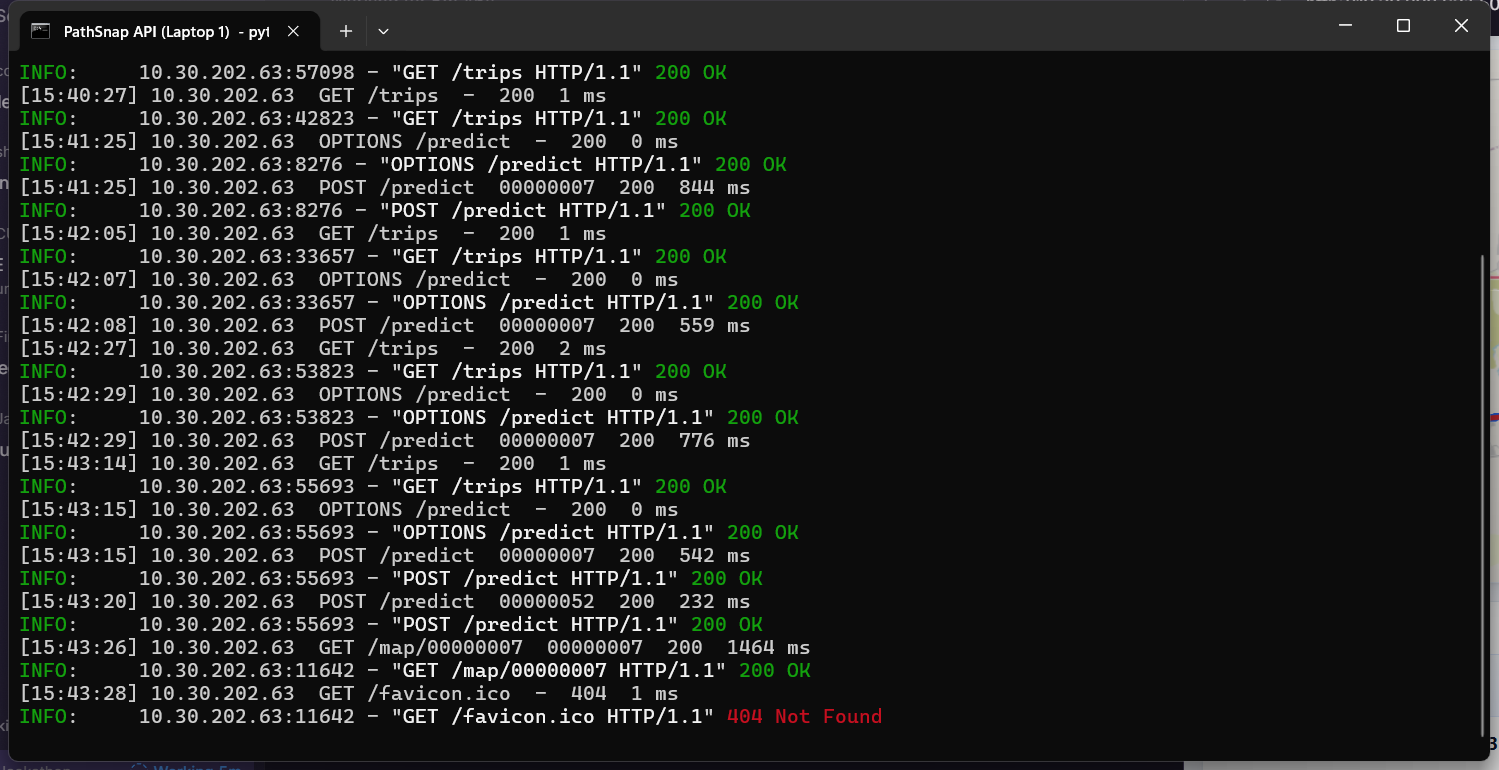 PathSnap API (Laptop 1) - pyt
INFO:     10.30.202.63:57098 - "GET /trips HTTP/1.1" 200 OK
[15:40:27] 10.30.202.63  GET /trips  -  200  1 ms
INFO:     10.30.202.63:42823 - "GET /trips HTTP/1.1" 200 OK
[15:41:25] 10.30.202.63  OPTIONS /predict  -  200  0 ms
INFO:     10.30.202.63:8276 - "OPTIONS /predict HTTP/1.1" 200 OK
[15:41:25] 10.30.202.63  POST /predict  00000007  200  844 ms
INFO:     10.30.202.63:8276 - "POST /predict HTTP/1.1" 200 OK
[15:42:05] 10.30.202.63  GET /trips  -  200  1 ms
INFO:     10.30.202.63:33657 - "GET /trips HTTP/1.1" 200 OK
[15:42:07] 10.30.202.63  OPTIONS /predict  -  200  0 ms
INFO:     10.30.202.63:33657 - "OPTIONS /predict HTTP/1.1" 200 OK
[15:42:08] 10.30.202.63  POST /predict  00000007  200  559 ms
[15:42:27] 10.30.202.63  GET /trips  -  200  2 ms
INFO:     10.30.202.63:53823 - "GET /trips HTTP/1.1" 200 OK
[15:42:29] 10.30.202.63  OPTIONS /predict  -  200  0 ms
INFO:     10.30.202.63:53823 - "OPTIONS /predict HTTP/1.1" 200 OK
[15:42:29] 10.30.202.63  POST /predict  00000007  200  776 ms
[15:43:14] 10.30.202.63  GET /trips  -  200  1 ms
INFO:     10.30.202.63:55693 - "GET /trips HTTP/1.1" 200 OK
[15:43:15] 10.30.202.63  OPTIONS /predict  -  200  0 ms
INFO:     10.30.202.63:55693 - "OPTIONS /predict HTTP/1.1" 200 OK
[15:43:15] 10.30.202.63  POST /predict  00000007  200  542 ms
INFO:     10.30.202.63:55693 - "POST /predict HTTP/1.1" 200 OK
[15:43:20] 10.30.202.63  POST /predict  00000052  200  232 ms
INFO:     10.30.202.63:55693 - "POST /predict HTTP/1.1" 200 OK
[15:43:26] 10.30.202.63  GET /map/00000007  00000007  200  1464 ms
INFO:     10.30.202.63:11642 - "GET /map/00000007 HTTP/1.1" 200 OK
[15:43:28] 10.30.202.63  GET /favicon.ico  -  404  1 ms
INFO:     10.30.202.63:11642 - "GET /favicon.ico HTTP/1.1" 404 Not Found